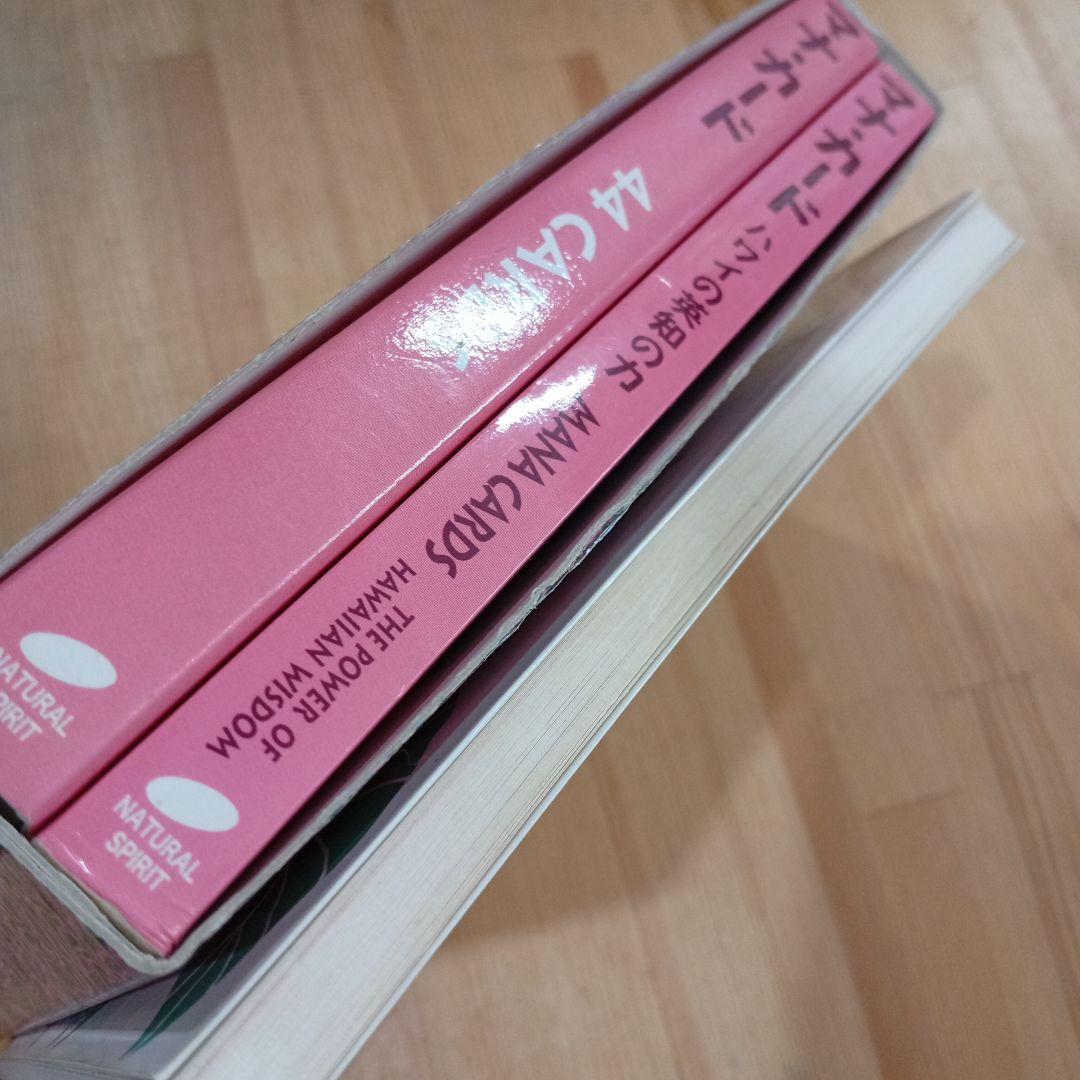 マナ・カード
44 CARDS
NATURAL
SPIRIT
マナ・カード ハワイの英知の力 MANA CARDS
THE POWER OF
HAWAIIAN WISDOM
NATURAL
SPIRIT